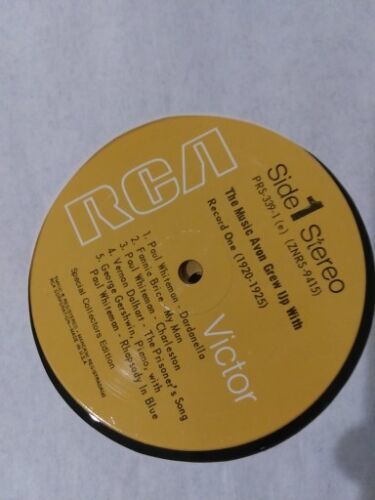 RCA
Side 1 Stereo
PRS-339-1 (e) (ZNRS-9415)
The Music Avon Grew Up With
Record One (1920-1925)
Victor
1. Paul Whiteman - Dardanella
2. Fannie Brice - My Man
3. Paul Whiteman - Charleston
4. Vernon Dalhart - The Prisoner's Song
5. George Gershwin, Piano, with
Paul Whiteman - Rhapsody In Blue
Special Collectors Edition